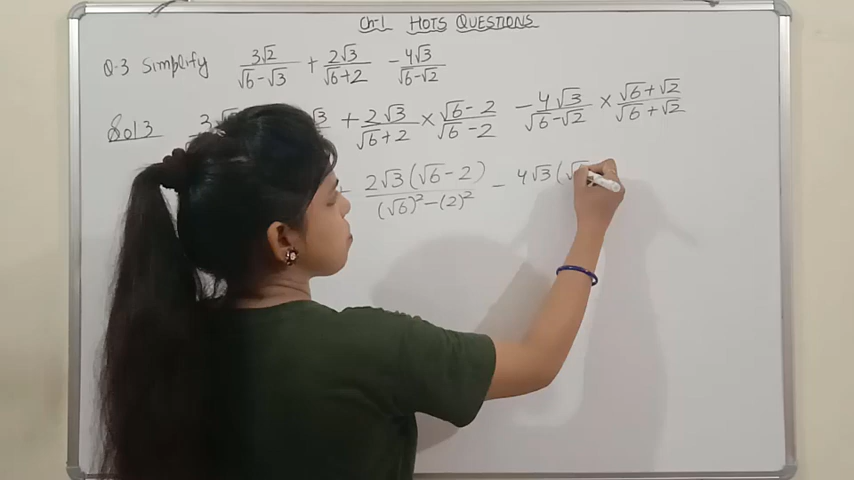 Ch-1 HOTS QUESTIONS
Q-3 Simplify 3√2/(√6-√3) + 2√3/(√6+2) - 4√3/(√6-√2)
Sol 3 + 2√3/(√6+2) × (√6-2)/(√6-2) - 4√3/(√6-√2) × (√6+√2)/(√6+√2)
2√3(√6-2)/((√6)²-(2)²) - 4√3(√